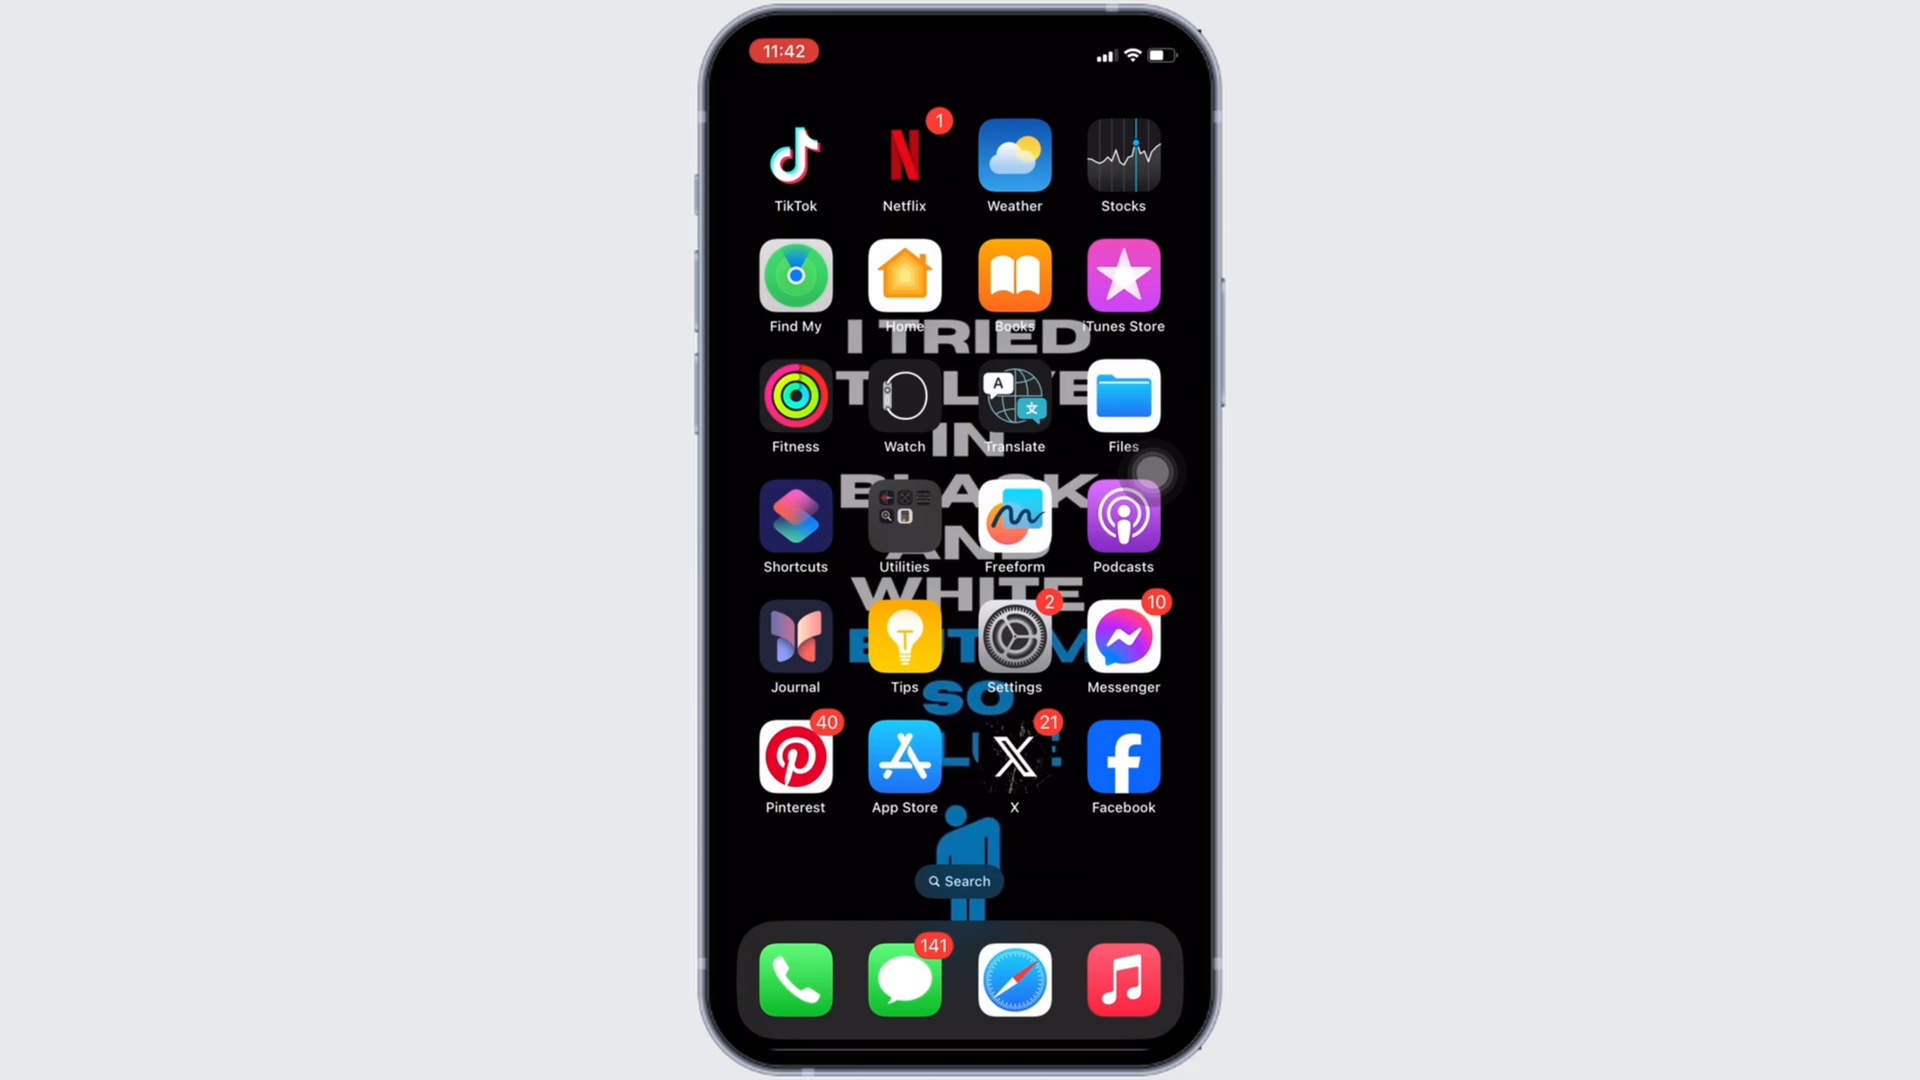 11:42
1
TikTok Netflix Weather Stocks
Find My Home Books iTunes Store
I TRIED
IN
Fitness Watch Translate Files
BLACK
Shortcuts Utilities Freeform Podcasts
AND
WHITE
2 10
Journal Tips Settings Messenger
SO
40 21
Pinterest App Store X Facebook
Search
141